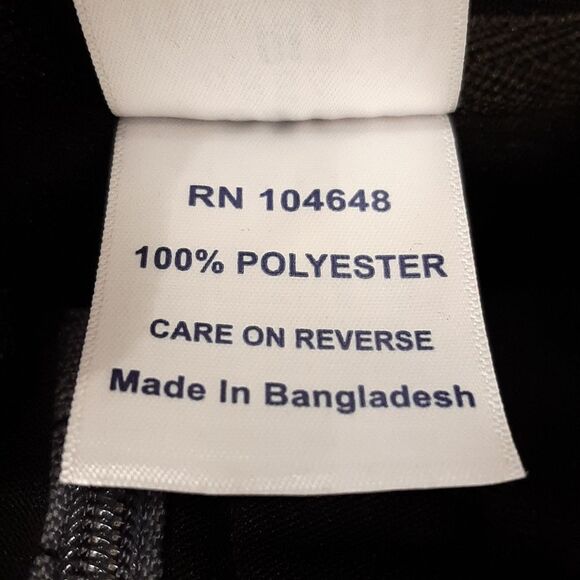 RN 104648
100% POLYESTER
CARE ON REVERSE
Made In Bangladesh